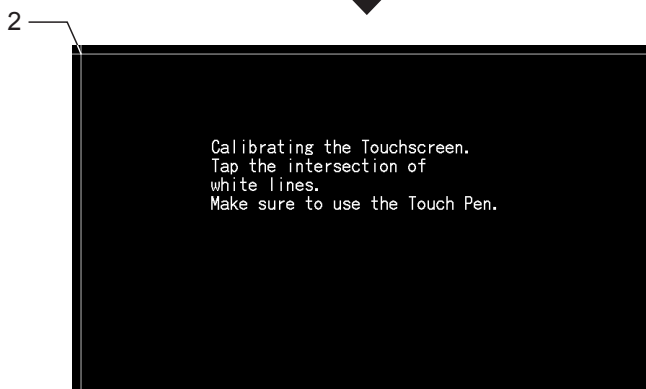 2
Calibrating the Touchscreen.
Tap the intersection of
white lines.
Make sure to use the Touch Pen.